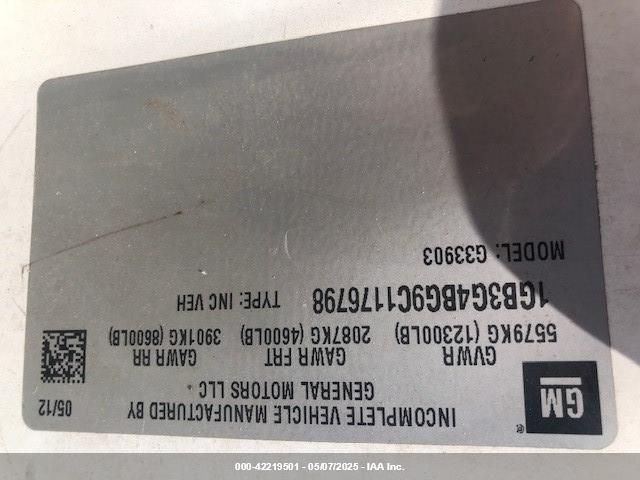 GM
INCOMPLETE VEHICLE MANUFACTURED BY
GENERAL MOTORS LLC
05/12
GVWR GAWR FRT GAWR RR
5579KG (12300LB) 2087KG (4600LB) 3901KG (8600LB)
1GB3G4BG9C1176798 TYPE: INC VEH
MODEL: G33903
000-42219501 - 05/07/2025 - IAA Inc.